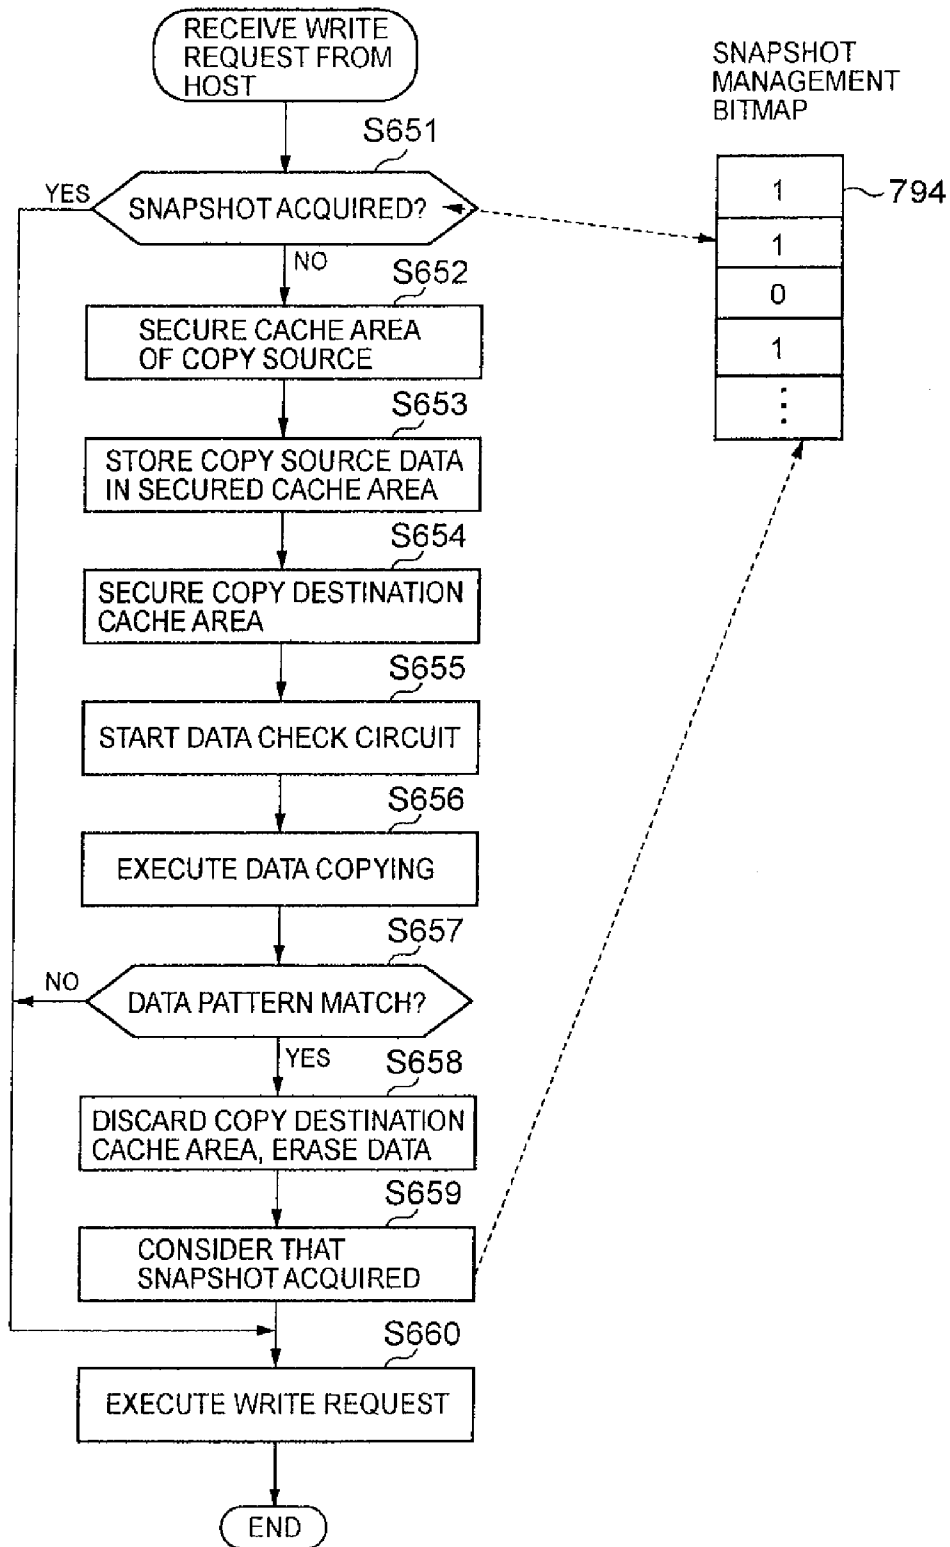 RECEIVE WRITE
REQUEST FROM
HOST
SNAPSHOT
MANAGEMENT
BITMAP
S651
794
1
1
0
1
⋮
YES
SNAPSHOT ACQUIRED?
NO
S652
SECURE CACHE AREA
OF COPY SOURCE
S653
STORE COPY SOURCE DATA
IN SECURED CACHE AREA
S654
SECURE COPY DESTINATION
CACHE AREA
S655
START DATA CHECK CIRCUIT
S656
EXECUTE DATA COPYING
S657
NO
DATA PATTERN MATCH?
YES
S658
DISCARD COPY DESTINATION
CACHE AREA, ERASE DATA
S659
CONSIDER THAT
SNAPSHOT ACQUIRED
S660
EXECUTE WRITE REQUEST
END